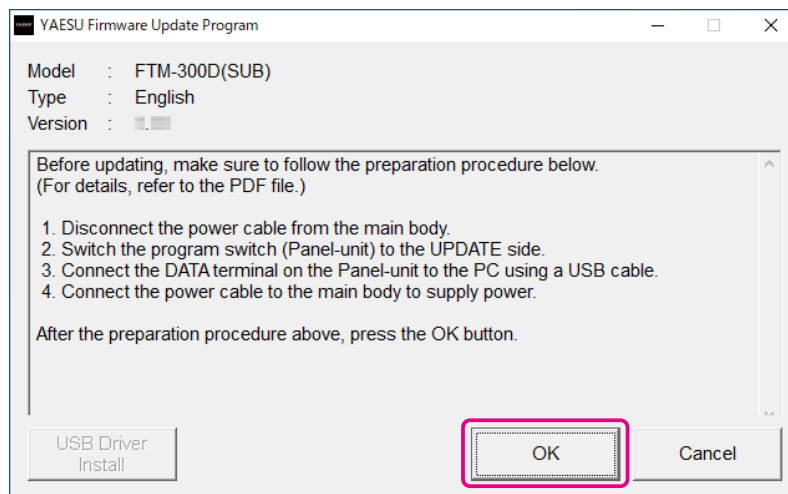 YAESU Firmware Update Program
Model : FTM-300D(SUB)
Type : English
Version :
Before updating, make sure to follow the preparation procedure below.
(For details, refer to the PDF file.)
1. Disconnect the power cable from the main body.
2. Switch the program switch (Panel-unit) to the UPDATE side.
3. Connect the DATA terminal on the Panel-unit to the PC using a USB cable.
4. Connect the power cable to the main body to supply power.
After the preparation procedure above, press the OK button.
USB Driver
Install
OK
Cancel